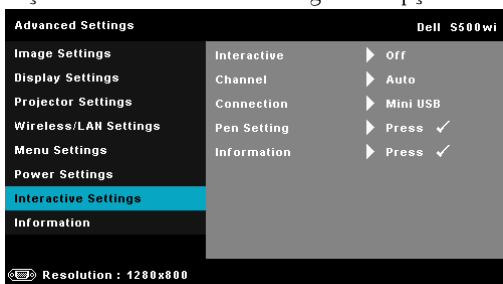 Advanced Settings Dell S500wi
Image Settings
Display Settings
Projector Settings
Wireless/LAN Settings
Menu Settings
Power Settings
Interactive Settings
Information
Interactive Off
Channel Auto
Connection Mini USB
Pen Setting Press ✓
Information Press ✓
Resolution : 1280x800